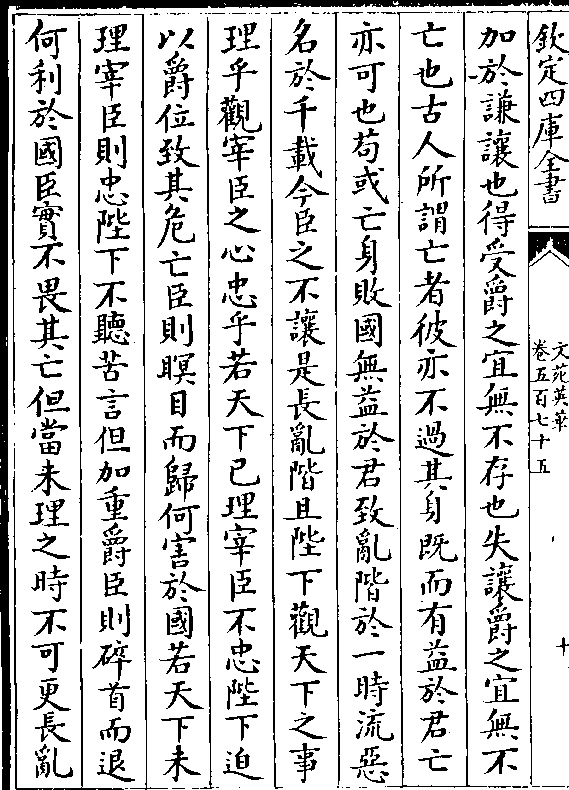 欽定四庫全書
文苑英華
卷五百七十五
十
加於謙讓也得受爵之宜無不存也失讓爵之宜無不
亡也古人所謂亡者彼亦不過其身既而有益於君亡
亦可也苟或亡身敗國無益於君致亂階於一時流惡
名於千載今臣之不讓是長亂階且陛下觀天下之事
理乎觀宰臣之心忠乎若天下已理宰臣不忠陛下迫
以爵位致其危亡臣則瞑目而歸何害於國若天下未
理宰臣則忠陛下不聽苦言但加重爵臣則碎首而退
何利於國臣實不畏其亡但當未理之時不可更長亂